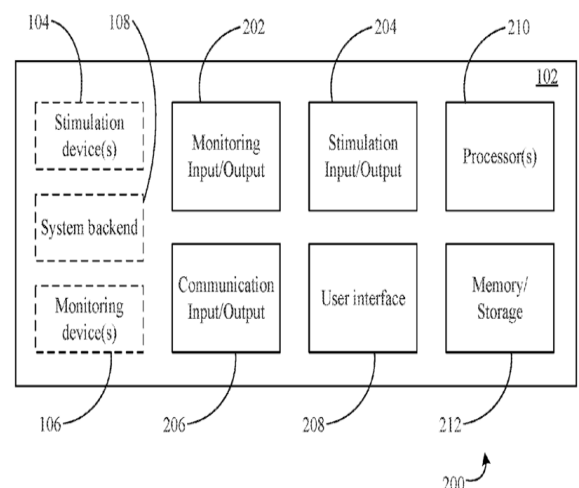 104
108
202
204
210
102
Stimulation
device(s)
Monitoring
Input/Output
Stimulation
Input/Output
Processor(s)
System backend
Monitoring
device(s)
Communication
Input/Output
User interface
Memory/
Storage
106
206
208
212
200